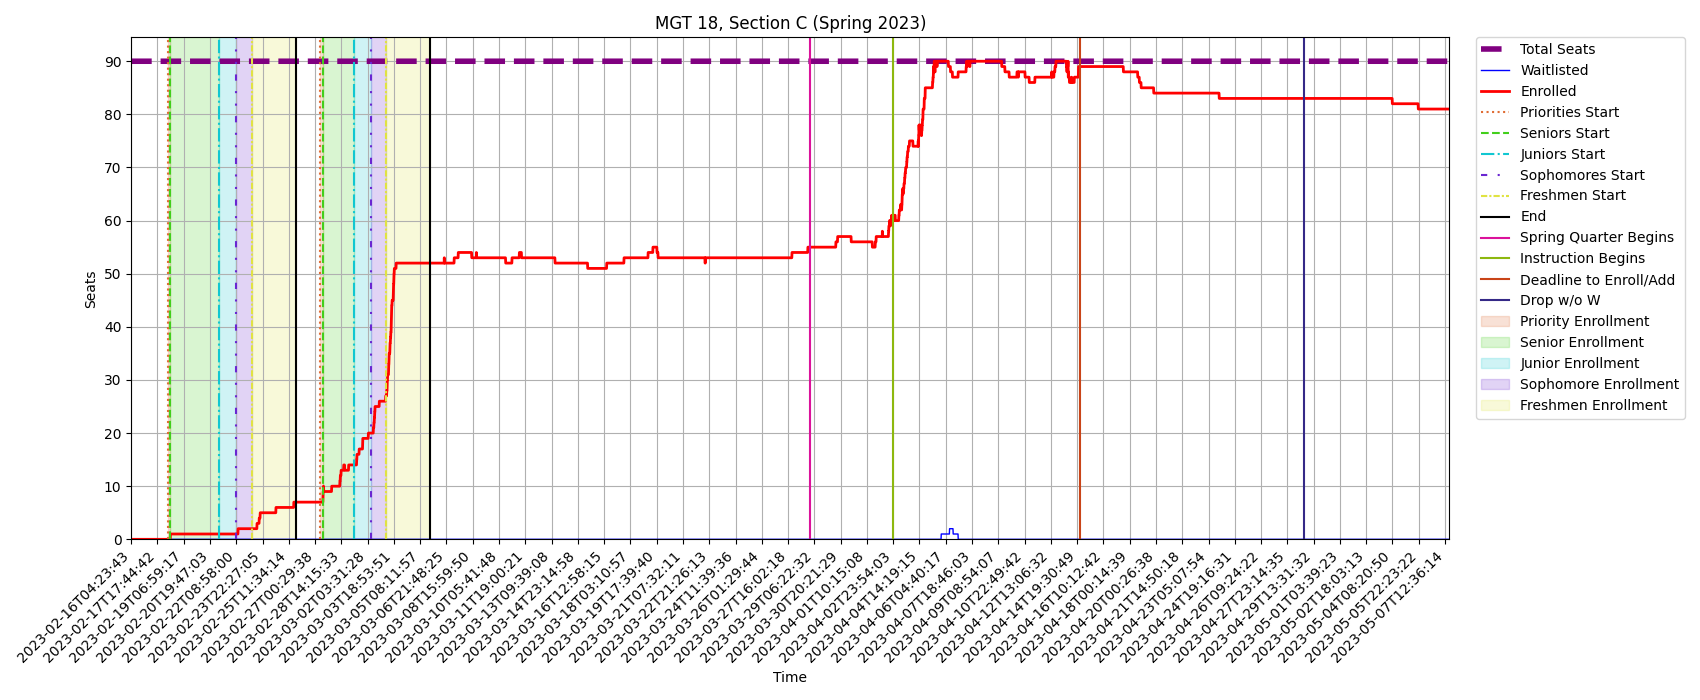 MGT 18, Section C (Spring 2023)
Seats
90
80
70
60
50
40
30
20
10
0
2023-02-16T04:23:43
2023-02-17T17:44:42
2023-02-19T06:59:17
2023-02-20T19:47:03
2023-02-22T08:58:00
2023-02-23T22:27:05
2023-02-25T11:34:14
2023-02-27T00:29:38
2023-02-28T14:15:33
2023-03-02T03:31:28
2023-03-03T18:53:51
2023-03-05T08:11:57
2023-03-06T21:48:25
2023-03-08T15:59:50
2023-03-10T05:41:48
2023-03-11T19:00:21
2023-03-13T09:39:08
2023-03-14T23:14:58
2023-03-16T12:58:15
2023-03-18T03:10:57
2023-03-19T17:39:40
2023-03-21T07:32:11
2023-03-22T21:26:13
2023-03-24T11:39:36
2023-03-26T01:29:44
2023-03-27T16:02:18
2023-03-29T06:22:32
2023-03-30T20:21:29
2023-04-01T10:15:08
2023-04-02T23:54:03
2023-04-04T14:19:15
2023-04-06T04:40:17
2023-04-07T18:46:03
2023-04-09T08:54:07
2023-04-10T22:49:42
2023-04-12T13:06:32
2023-04-14T19:30:49
2023-04-16T10:12:42
2023-04-18T00:14:39
2023-04-20T00:26:38
2023-04-21T14:50:18
2023-04-23T05:07:54
2023-04-24T19:16:31
2023-04-26T09:24:22
2023-04-27T23:14:35
2023-04-29T13:31:32
2023-05-01T03:39:23
2023-05-02T18:03:13
2023-05-04T08:20:50
2023-05-05T22:23:22
2023-05-07T12:36:14
Time
Total Seats
Waitlisted
Enrolled
Priorities Start
Seniors Start
Juniors Start
Sophomores Start
Freshmen Start
End
Spring Quarter Begins
Instruction Begins
Deadline to Enroll/Add
Drop w/o W
Priority Enrollment
Senior Enrollment
Junior Enrollment
Sophomore Enrollment
Freshmen Enrollment